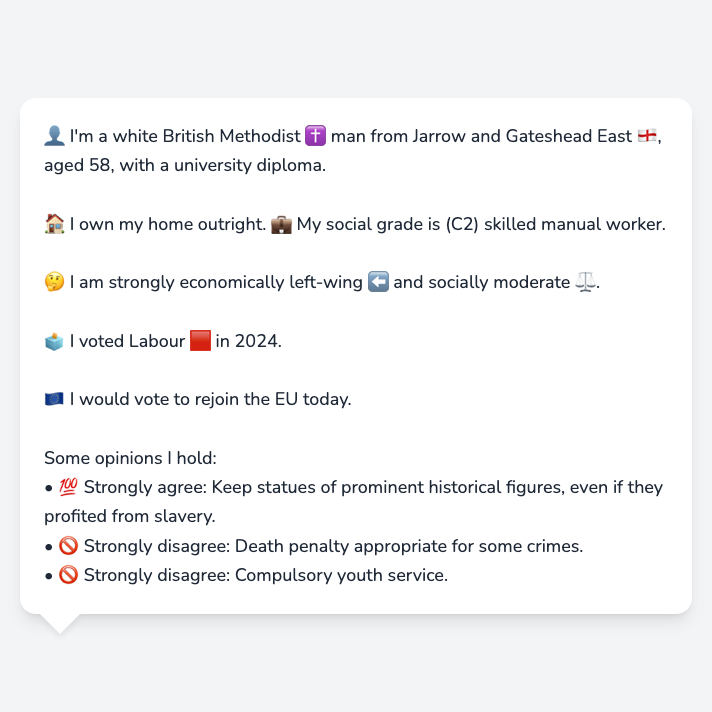 👤 I'm a white British Methodist ✝️ man from Jarrow and Gateshead East 🏴󠁧󠁢󠁥󠁮󠁧󠁿,
aged 58, with a university diploma.
🏠 I own my home outright. 💼 My social grade is (C2) skilled manual worker.
🤔 I am strongly economically left-wing ⬅️ and socially moderate ⚖️.
🗳️ I voted Labour 🟥 in 2024.
🇪🇺 I would vote to rejoin the EU today.
Some opinions I hold:
• 💯 Strongly agree: Keep statues of prominent historical figures, even if they
profited from slavery.
• 🚫 Strongly disagree: Death penalty appropriate for some crimes.
• 🚫 Strongly disagree: Compulsory youth service.